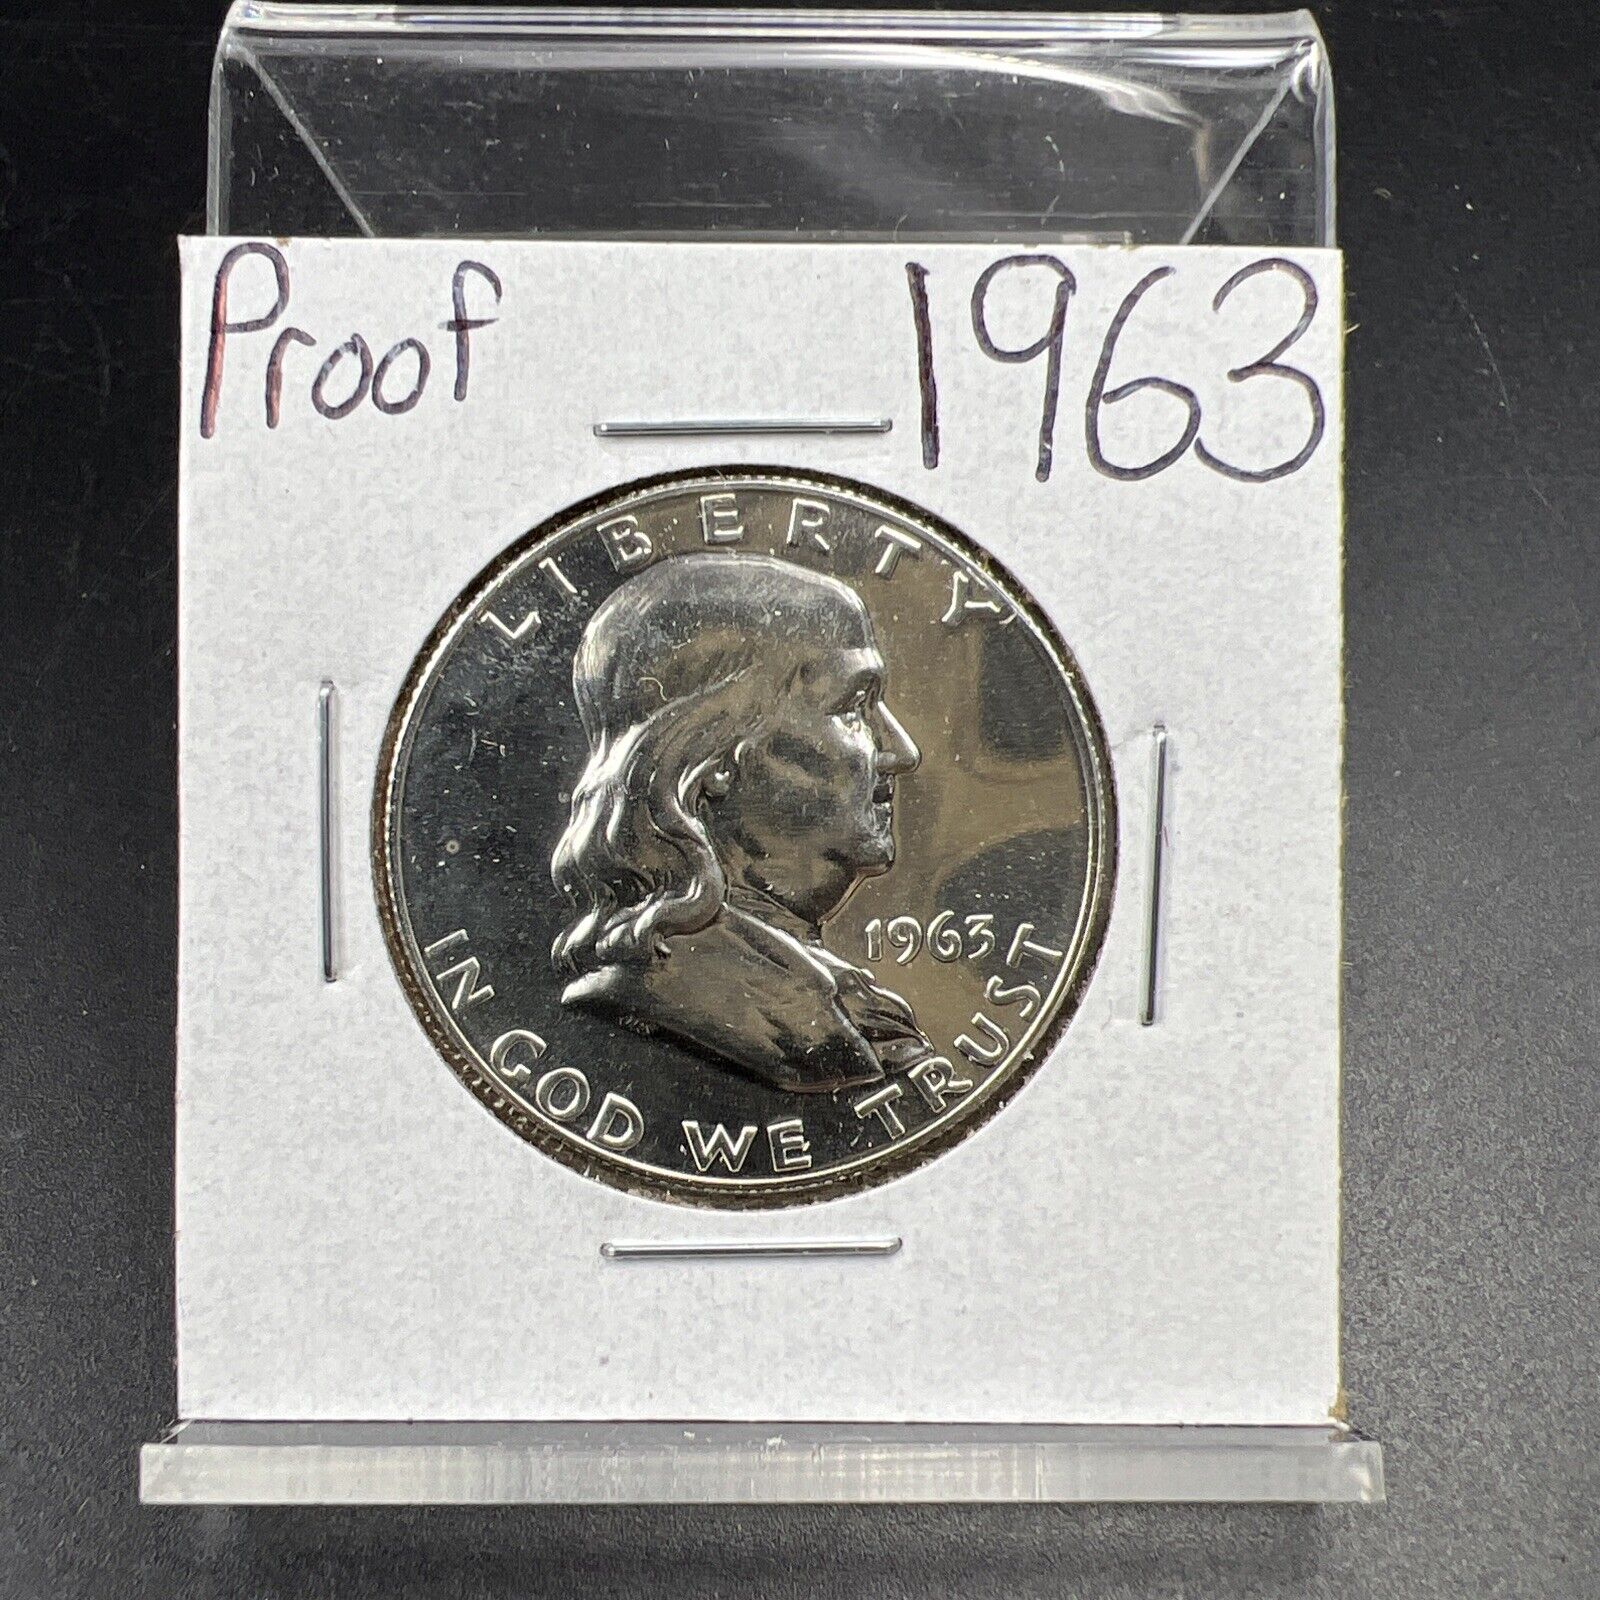 Proof 1963
LIBERTY
1963
IN GOD WE TRUST